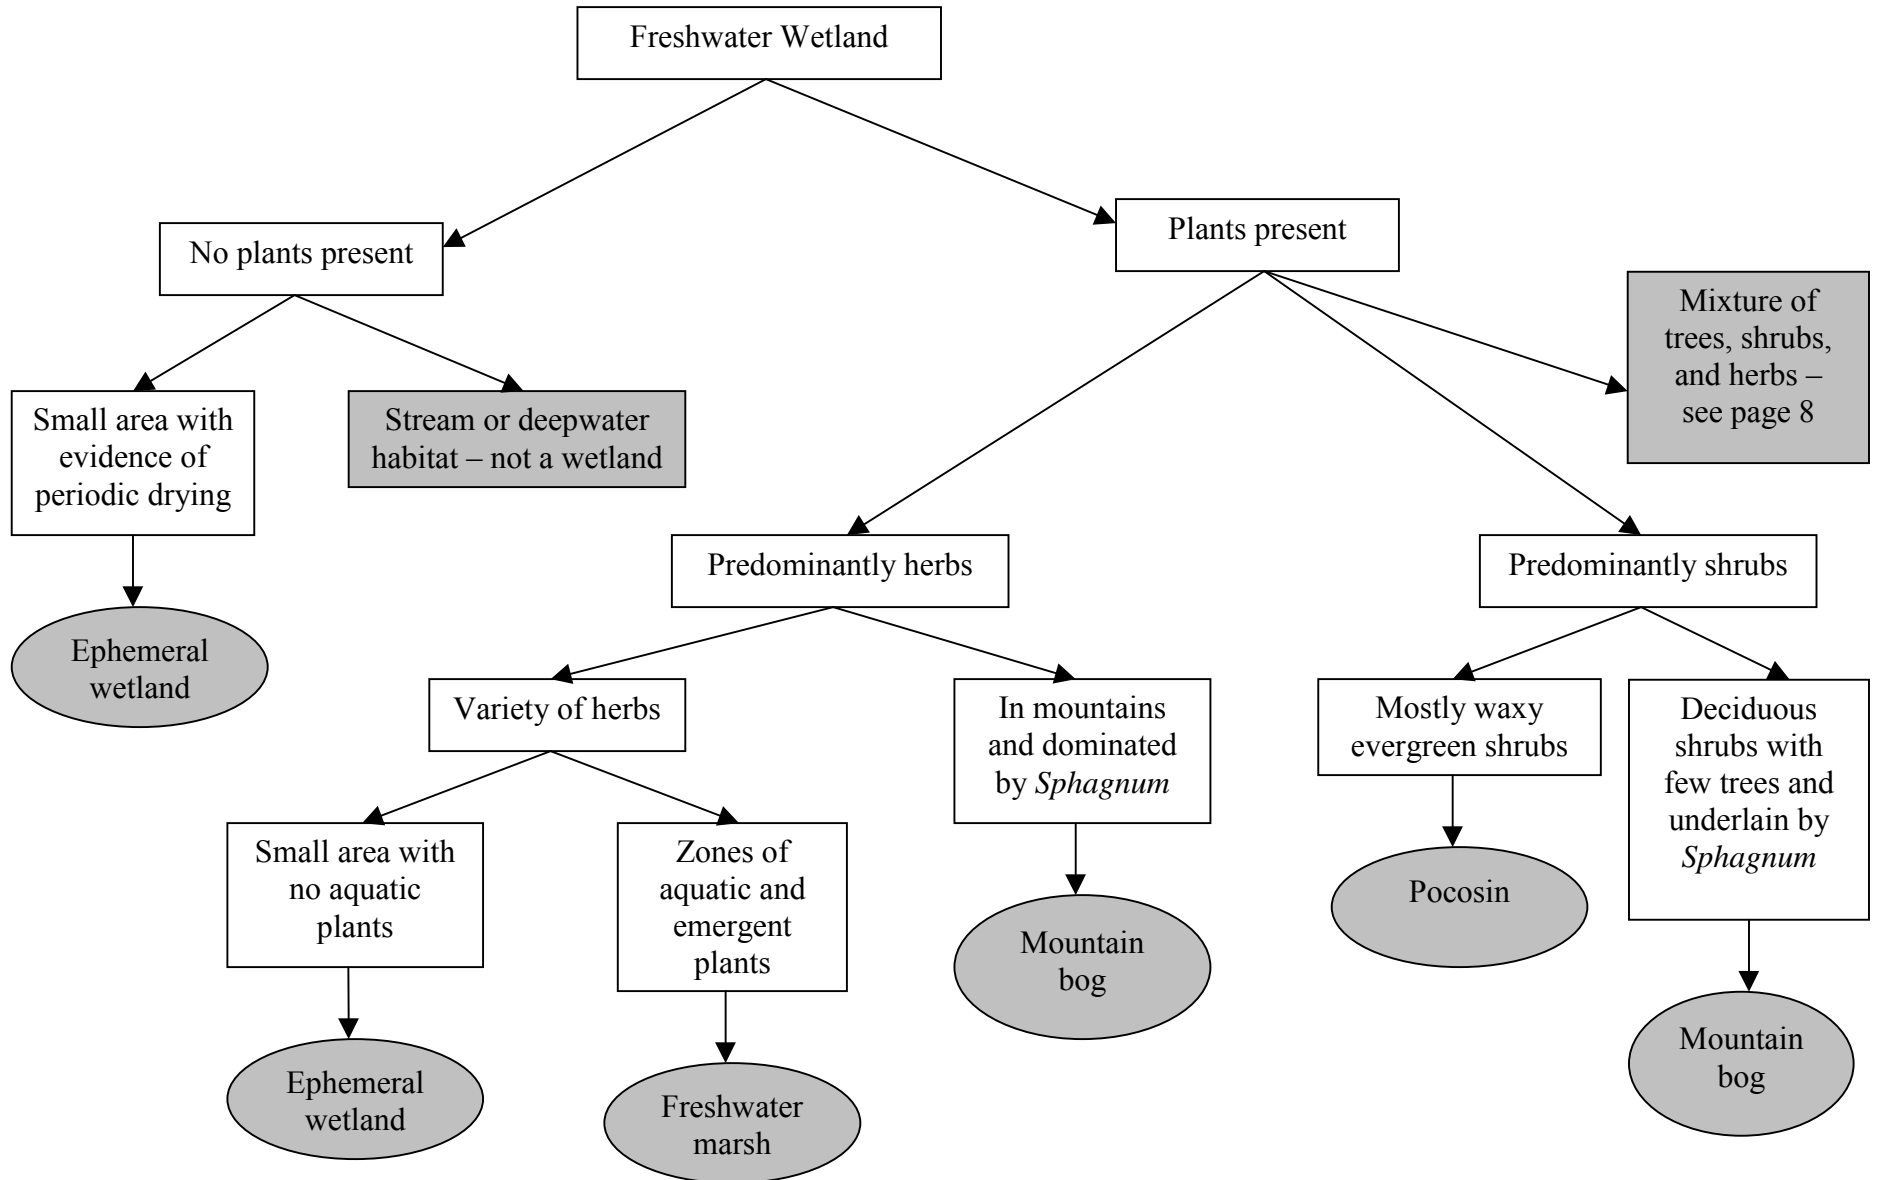 Freshwater Wetland
No plants present
Plants present
Mixture of
trees, shrubs,
and herbs –
see page 8
Small area with
evidence of
periodic drying
Stream or deepwater
habitat – not a wetland
Ephemeral
wetland
Predominantly herbs
Predominantly shrubs
Variety of herbs
In mountains
and dominated
by Sphagnum
Mostly waxy
evergreen shrubs
Deciduous
shrubs with
few trees and
underlain by
Sphagnum
Small area with
no aquatic
plants
Zones of
aquatic and
emergent
plants
Mountain
bog
Pocosin
Mountain
bog
Ephemeral
wetland
Freshwater
marsh